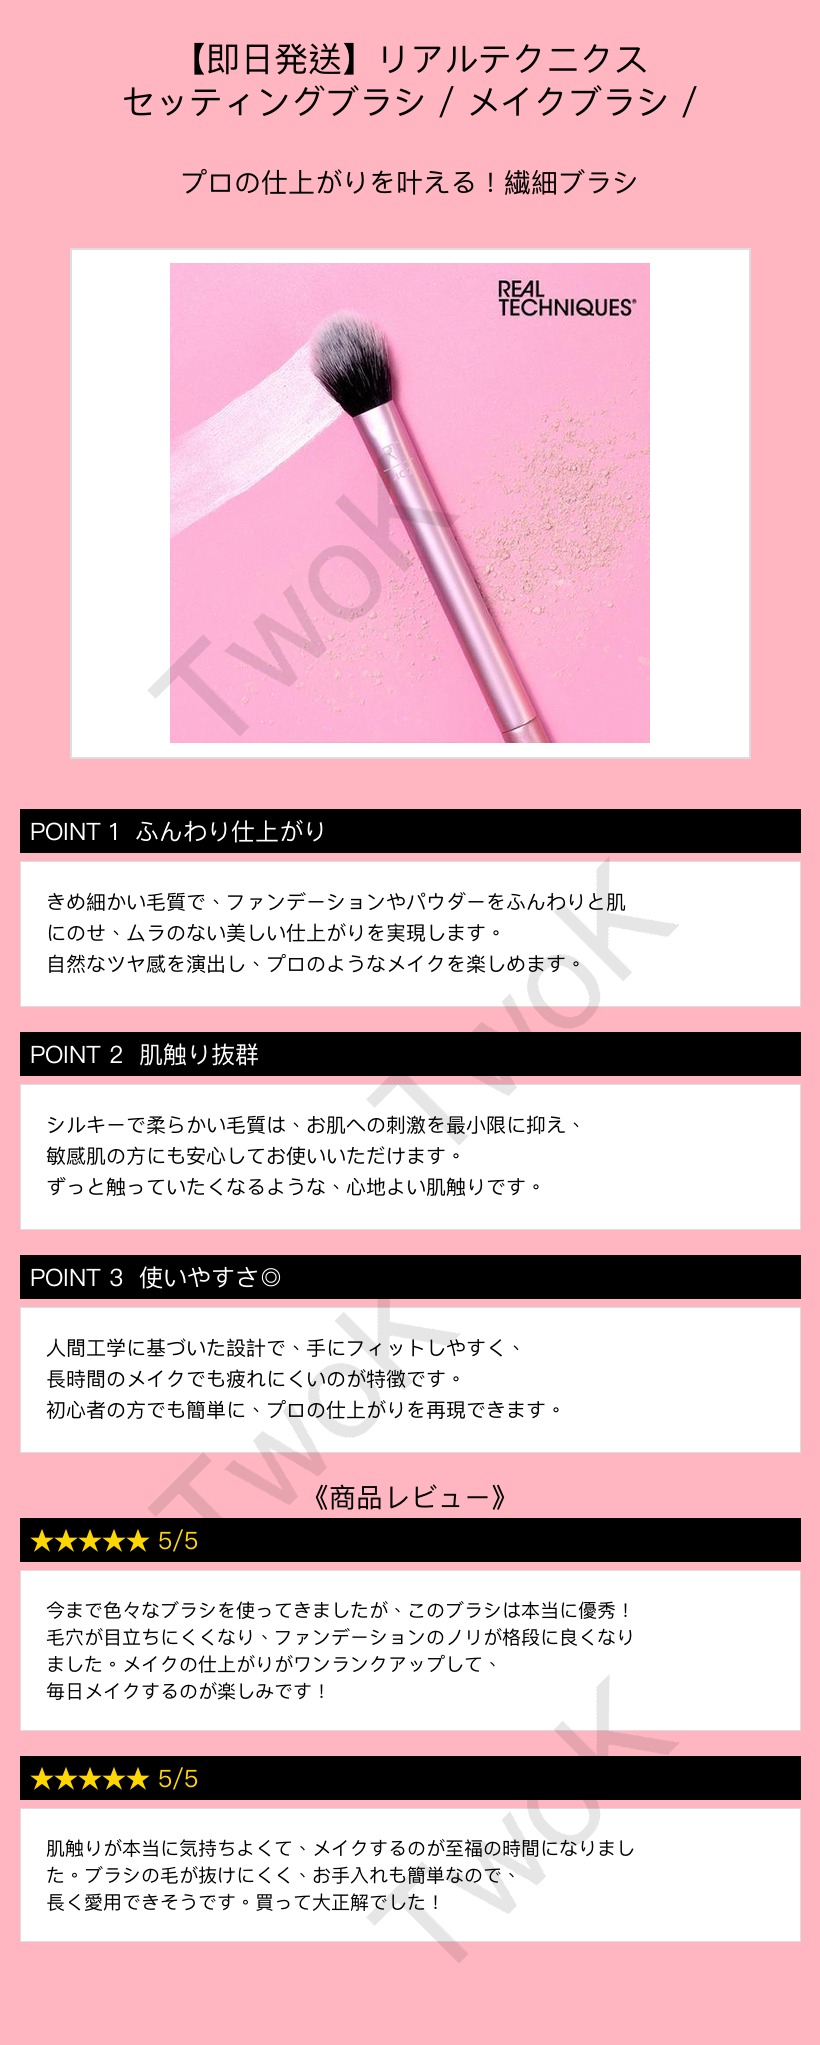 【即日発送】リアルテクニクス
セッティングブラシ / メイクブラシ /
プロの仕上がりを叶える！繊細ブラシ
REAL
TECHNIQUES®
TwoK
POINT 1 ふんわり仕上がり
きめ細かい毛質で、ファンデーションやパウダーをふんわりと肌
にのせ、ムラのない美しい仕上がりを実現します。
自然なツヤ感を演出し、プロのようなメイクを楽しめます。
TwoK
POINT 2 肌触り抜群
シルキーで柔らかい毛質は、お肌への刺激を最小限に抑え、
敏感肌の方にも安心してお使いいただけます。
ずっと触っていたくなるような、心地よい肌触りです。
POINT 3 使いやすさ◎
人間工学に基づいた設計で、手にフィットしやすく、
長時間のメイクでも疲れにくいのが特徴です。
初心者の方でも簡単に、プロの仕上がりを再現できます。
TwoK
《商品レビュー》
★★★★★ 5/5
今まで色々なブラシを使ってきましたが、このブラシは本当に優秀！
毛穴が目立ちにくくなり、ファンデーションのノリが格段に良くなり
ました。メイクの仕上がりがワンランクアップして、
毎日メイクするのが楽しみです！
★★★★★ 5/5
肌触りが本当に気持ちよくて、メイクするのが至福の時間になりまし
た。ブラシの毛が抜けにくく、お手入れも簡単なので、
長く愛用できそうです。買って大正解でした！
TwoK